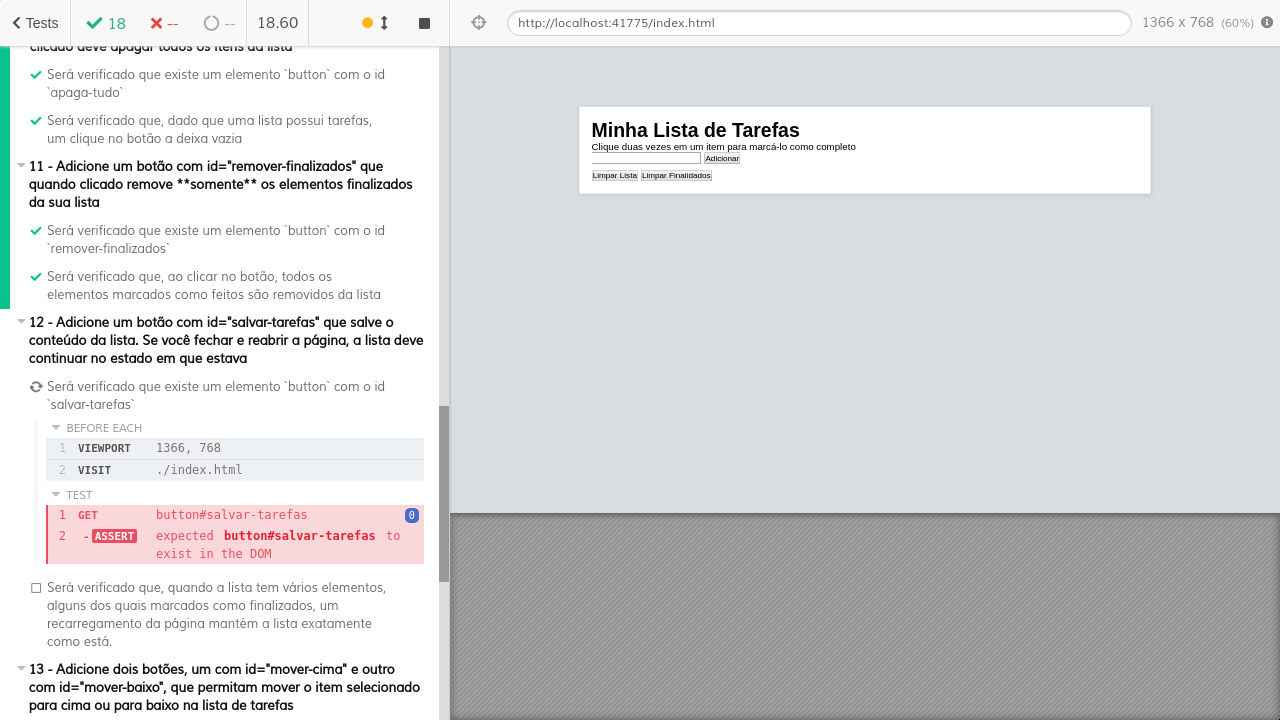 Tests
18
--
--
18.60
http://localhost:41775/index.html
1366 x 768 (60%)
clicado deve apagar todos os itens da lista
Será verificado que existe um elemento `button` com o id
`apaga-tudo`
Será verificado que, dado que uma lista possui tarefas,
um clique no botão a deixa vazia
11 - Adicione um botão com id="remover-finalizados" que
quando clicado remove **somente** os elementos finalizados
da sua lista
Será verificado que existe um elemento `button` com o id
`remover-finalizados`
Será verificado que, ao clicar no botão, todos os
elementos marcados como feitos são removidos da lista
12 - Adicione um botão com id="salvar-tarefas" que salve o
conteúdo da lista. Se você fechar e reabrir a página, a lista deve
continuar no estado em que estava
Será verificado que existe um elemento `button` com o id
`salvar-tarefas`
BEFORE EACH
1 VIEWPORT 1366, 768
2 VISIT ./index.html
TEST
1 GET button#salvar-tarefas 0
2 -ASSERT expected button#salvar-tarefas to
exist in the DOM
Será verificado que, quando a lista tem vários elementos,
alguns dos quais marcados como finalizados, um
recarregamento da página mantém a lista exatamente
como está.
13 - Adicione dois botões, um com id="mover-cima" e outro
com id="mover-baixo", que permitam mover o item selecionado
para cima ou para baixo na lista de tarefas
Minha Lista de Tarefas
Clique duas vezes em um item para marcá-lo como completo
Adicionar
Limpar Lista Limpar Finalidados